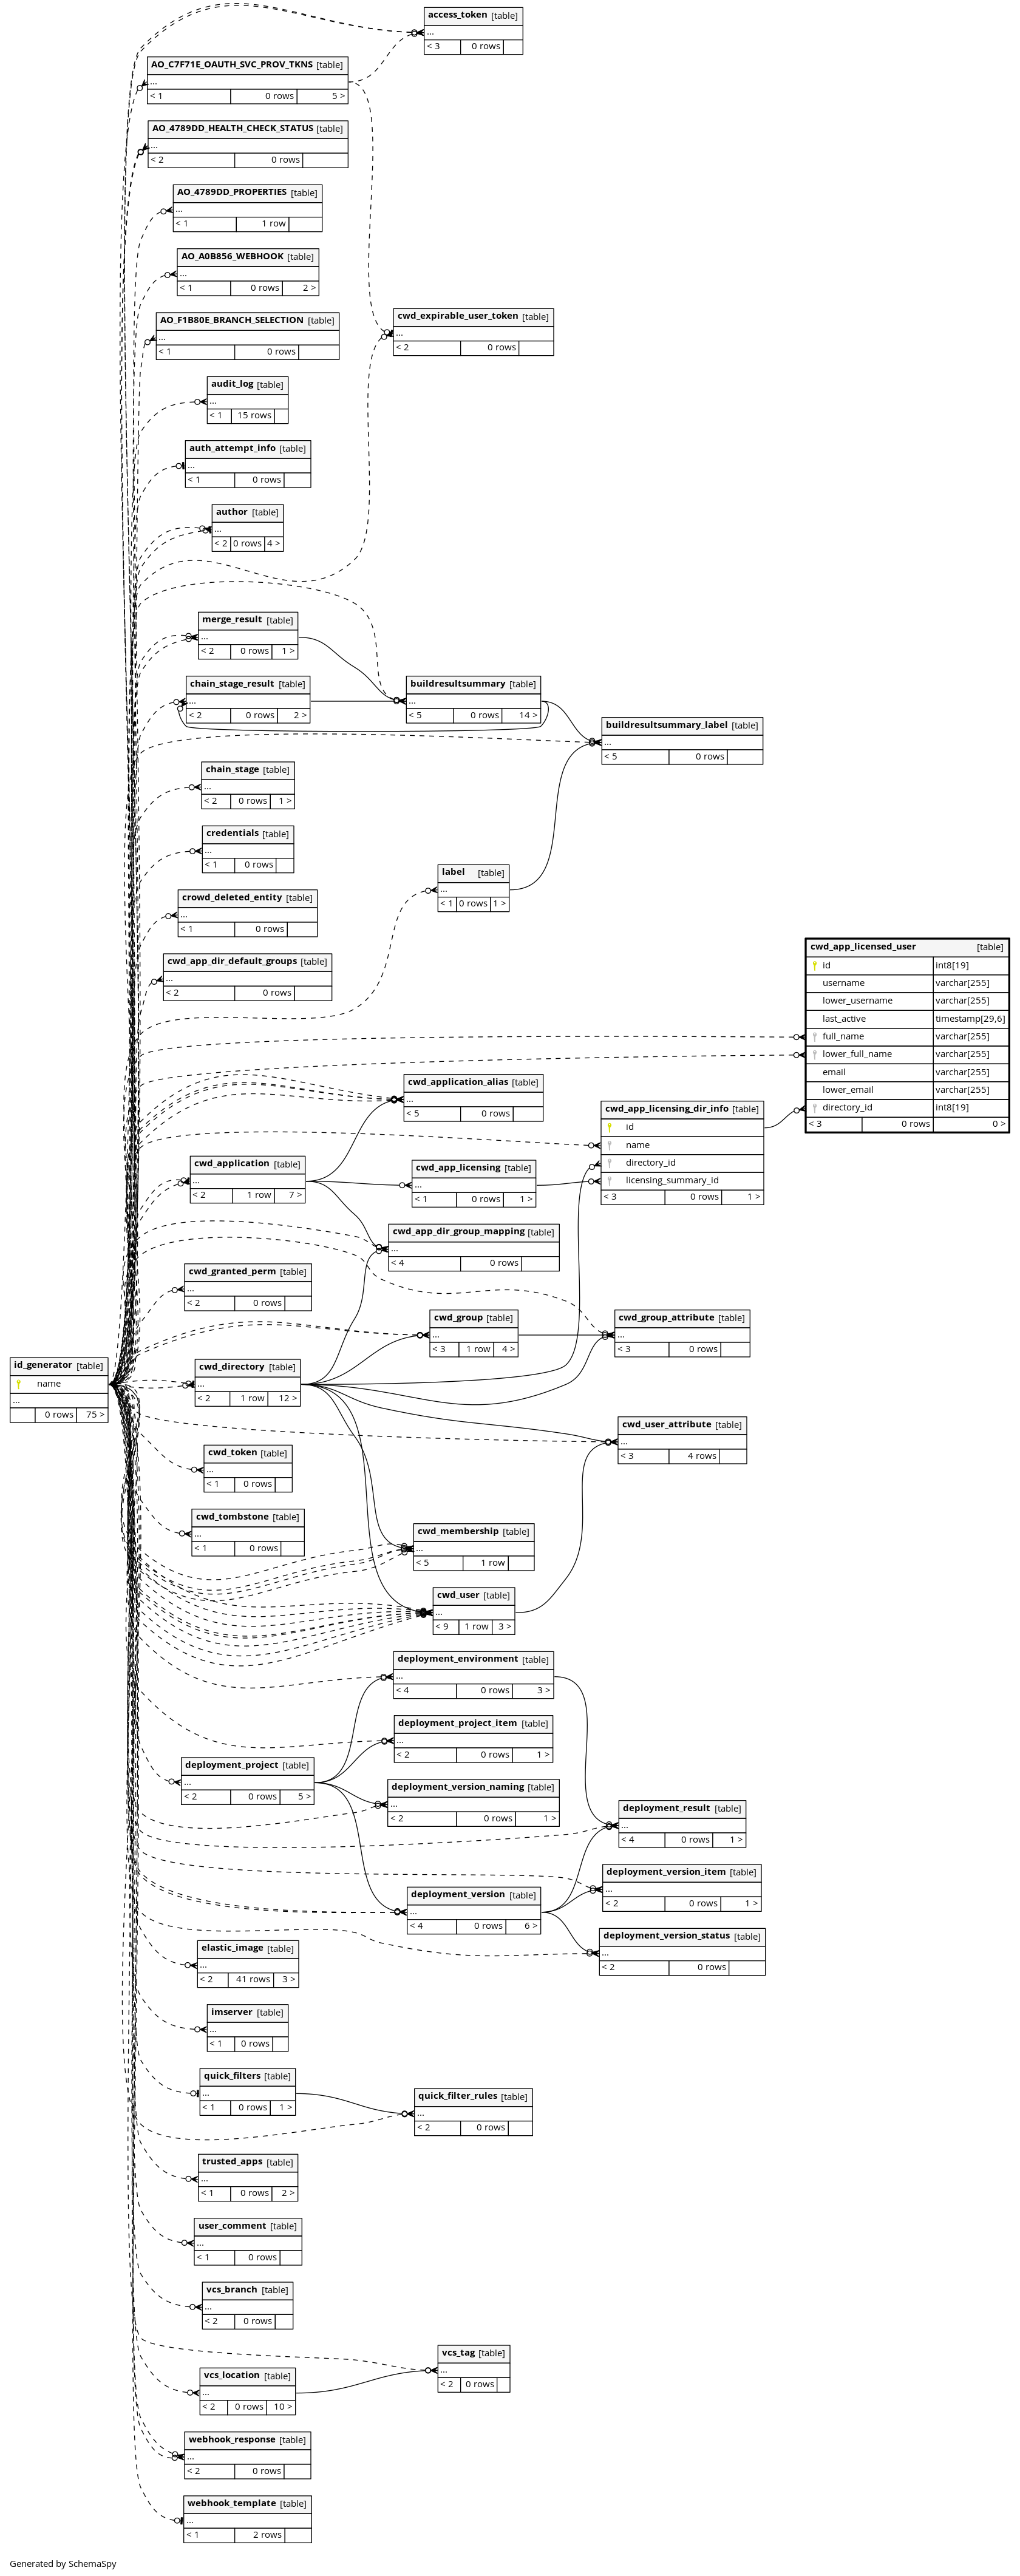 access_token [table]
...
< 3 0 rows
AO_C7F71E_OAUTH_SVC_PROV_TKNS [table]
...
< 1 0 rows 5 >
AO_4789DD_HEALTH_CHECK_STATUS [table]
...
< 2 0 rows
AO_4789DD_PROPERTIES [table]
...
< 1 1 row
AO_A0B856_WEBHOOK [table]
...
< 1 0 rows 2 >
AO_F1B80E_BRANCH_SELECTION [table]
...
< 1 0 rows
cwd_expirable_user_token [table]
...
< 2 0 rows
audit_log [table]
...
< 1 15 rows
auth_attempt_info [table]
...
< 1 0 rows
author [table]
...
< 2 0 rows 4 >
merge_result [table]
...
< 2 0 rows 1 >
chain_stage_result [table]
...
< 2 0 rows 2 >
buildresultsummary [table]
...
< 5 0 rows 14 >
buildresultsummary_label [table]
...
< 5 0 rows
chain_stage [table]
...
< 2 0 rows 1 >
credentials [table]
...
< 1 0 rows
label [table]
...
< 1 0 rows 1 >
crowd_deleted_entity [table]
...
< 1 0 rows
cwd_app_dir_default_groups [table]
...
< 2 0 rows
cwd_app_licensed_user [table]
id int8[19]
username varchar[255]
lower_username varchar[255]
last_active timestamp[29,6]
full_name varchar[255]
lower_full_name varchar[255]
email varchar[255]
lower_email varchar[255]
directory_id int8[19]
< 3 0 rows 0 >
cwd_application_alias [table]
...
< 5 0 rows
cwd_app_licensing_dir_info [table]
id
name
directory_id
licensing_summary_id
< 3 0 rows 1 >
cwd_application [table]
...
< 2 1 row 7 >
cwd_app_licensing [table]
...
< 1 0 rows 1 >
cwd_app_dir_group_mapping [table]
...
< 4 0 rows
cwd_granted_perm [table]
...
< 2 0 rows
cwd_group [table]
...
< 3 1 row 4 >
cwd_group_attribute [table]
...
< 3 0 rows
id_generator [table]
name
...
0 rows 75 >
cwd_directory [table]
...
< 2 1 row 12 >
cwd_user_attribute [table]
...
< 3 4 rows
cwd_token [table]
...
< 1 0 rows
cwd_tombstone [table]
...
< 1 0 rows
cwd_membership [table]
...
< 5 1 row
cwd_user [table]
...
< 9 1 row 3 >
deployment_environment [table]
...
< 4 0 rows 3 >
deployment_project_item [table]
...
< 2 0 rows 1 >
deployment_project [table]
...
< 2 0 rows 5 >
deployment_version_naming [table]
...
< 2 0 rows 1 >
deployment_result [table]
...
< 4 0 rows 1 >
deployment_version_item [table]
...
< 2 0 rows 1 >
deployment_version [table]
...
< 4 0 rows 6 >
deployment_version_status [table]
...
< 2 0 rows
elastic_image [table]
...
< 2 41 rows 3 >
imserver [table]
...
< 1 0 rows
quick_filters [table]
...
< 1 0 rows 1 >
quick_filter_rules [table]
...
< 2 0 rows
trusted_apps [table]
...
< 1 0 rows 2 >
user_comment [table]
...
< 1 0 rows
vcs_branch [table]
...
< 2 0 rows
vcs_tag [table]
...
< 2 0 rows
vcs_location [table]
...
< 2 0 rows 10 >
webhook_response [table]
...
< 2 0 rows
webhook_template [table]
...
< 1 2 rows
Generated by SchemaSpy